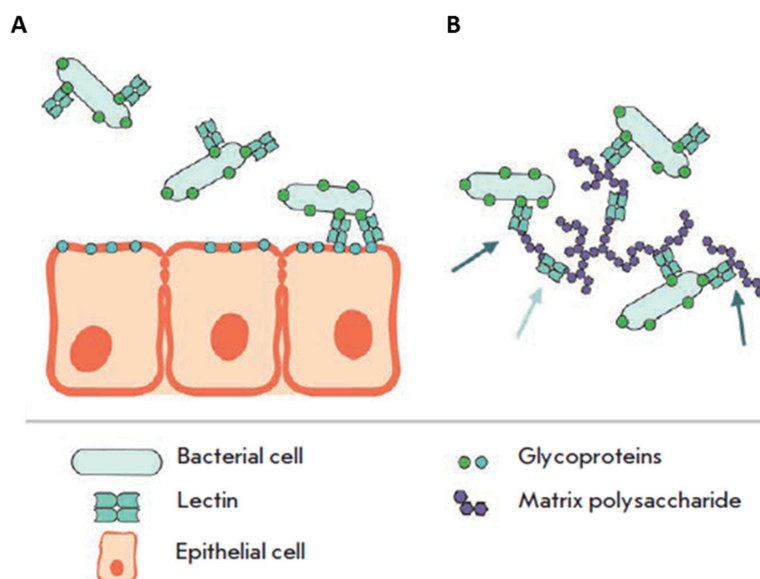 A
B
Bacterial cell
Lectin
Epithelial cell
Glycoproteins
Matrix polysaccharide